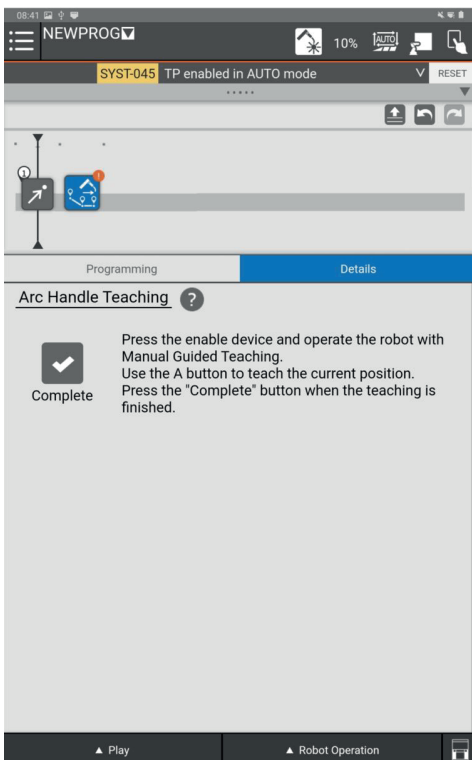 08:41
NEWPROG
10%
AUTO
SYST-045 TP enabled in AUTO mode
RESET
1
!
Programming
Details
Arc Handle Teaching ?
Press the enable device and operate the robot with
Manual Guided Teaching.
Use the A button to teach the current position.
Press the "Complete" button when the teaching is
finished.
Complete
▲ Play
▲ Robot Operation